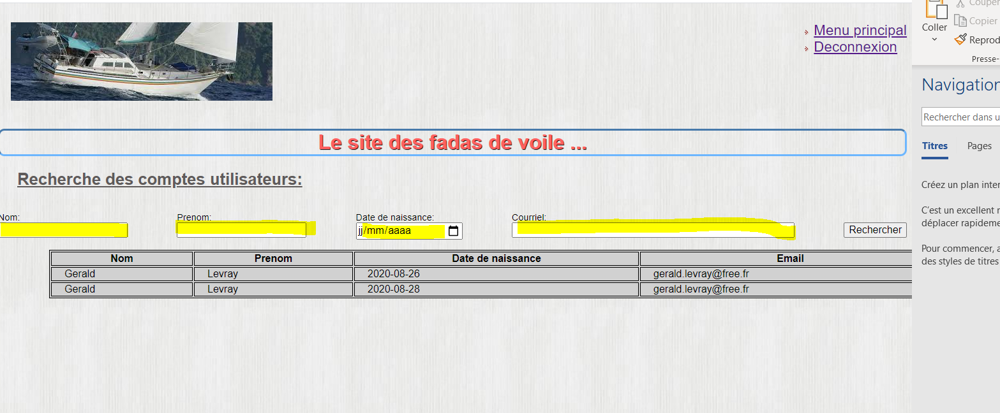 Menu principal
Deconnexion
Le site des fadas de voile ...
Recherche des comptes utilisateurs:
Nom:
Prenom:
Date de naissance:
Courriel:
jj/mm/aaaa
Rechercher
Nom Prenom Date de naissance Email
Gerald Levray 2020-08-26 gerald.levray@free.fr
Gerald Levray 2020-08-28 gerald.levray@free.fr
Couper
Coller
Copier
Reprod
Presse-
Navigation
Rechercher dans u
Titres Pages
Créez un plan inter
C'est un excellent
déplacer rapideme
Pour commencer, a
des styles de titres